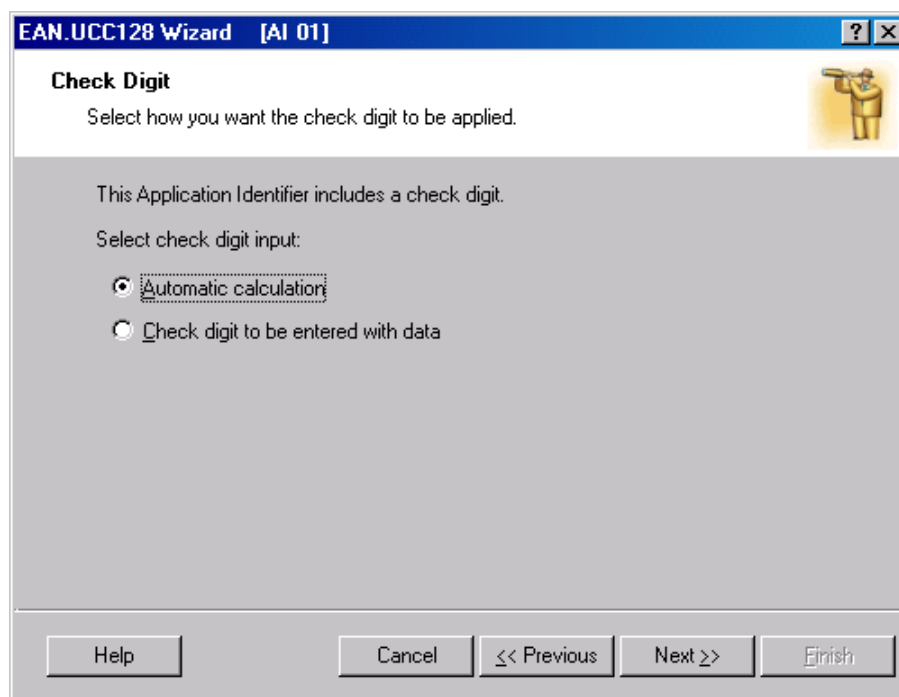 EAN.UCC128 Wizard [AI 01]
Check Digit
Select how you want the check digit to be applied.
This Application Identifier includes a check digit.
Select check digit input:
Automatic calculation
Check digit to be entered with data
Help Cancel << Previous Next >> Finish